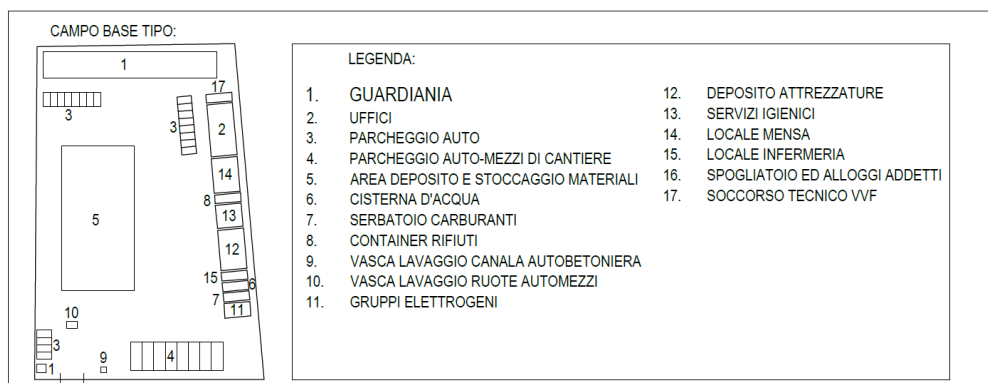 CAMPO BASE TIPO:
1
17
3
3
2
14
8
13
5
12
15
6
7
11
10
3
4
9
1
LEGENDA:
1. GUARDIANIA
2. UFFICI
3. PARCHEGGIO AUTO
4. PARCHEGGIO AUTO-MEZZI DI CANTIERE
5. AREA DEPOSITO E STOCCAGGIO MATERIALI
6. CISTERNA D'ACQUA
7. SERBATOIO CARBURANTI
8. CONTAINER RIFIUTI
9. VASCA LAVAGGIO CANALA AUTOBETONIERA
10. VASCA LAVAGGIO RUOTE AUTOMEZZI
11. GRUPPI ELETTROGENI
12. DEPOSITO ATTREZZATURE
13. SERVIZI IGIENICI
14. LOCALE MENSA
15. LOCALE INFERMERIA
16. SPOGLIATOIO ED ALLOGGI ADDETTI
17. SOCCORSO TECNICO VVF